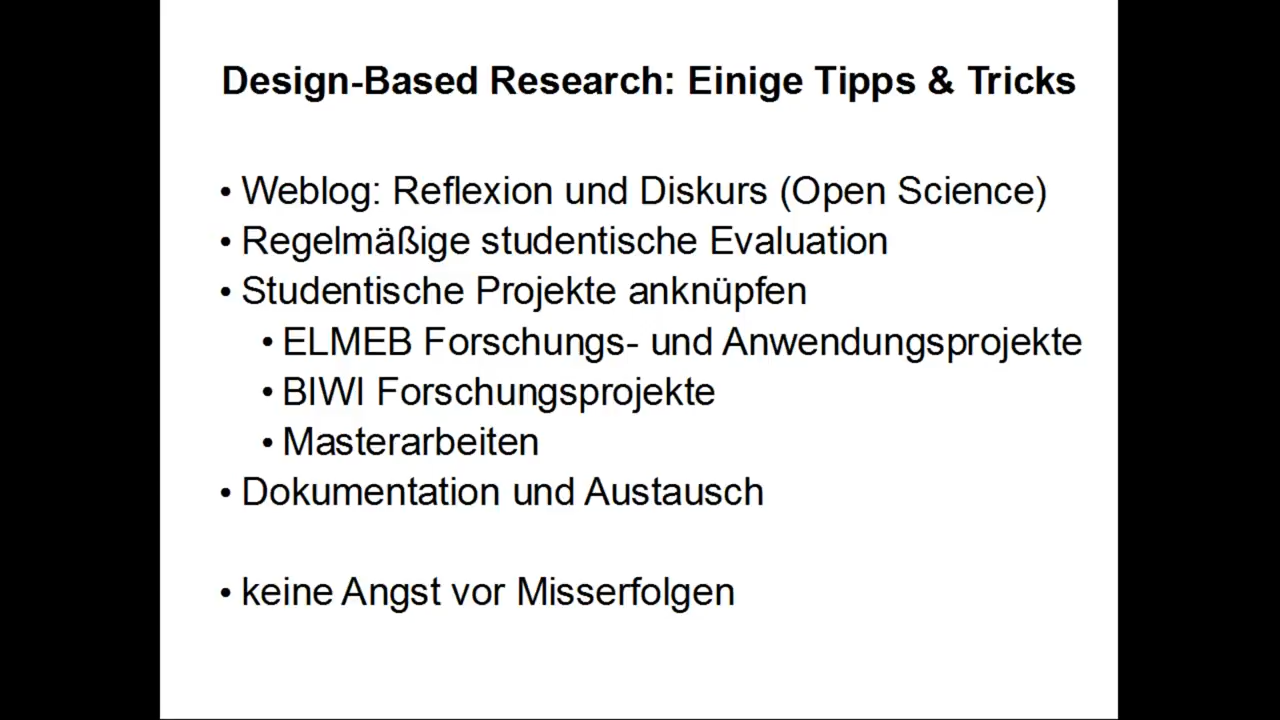 Design-Based Research: Einige Tipps & Tricks
• Weblog: Reflexion und Diskurs (Open Science)
• Regelmäßige studentische Evaluation
• Studentische Projekte anknüpfen
• ELMEB Forschungs- und Anwendungsprojekte
• BIWI Forschungsprojekte
• Masterarbeiten
• Dokumentation und Austausch
• keine Angst vor Misserfolgen